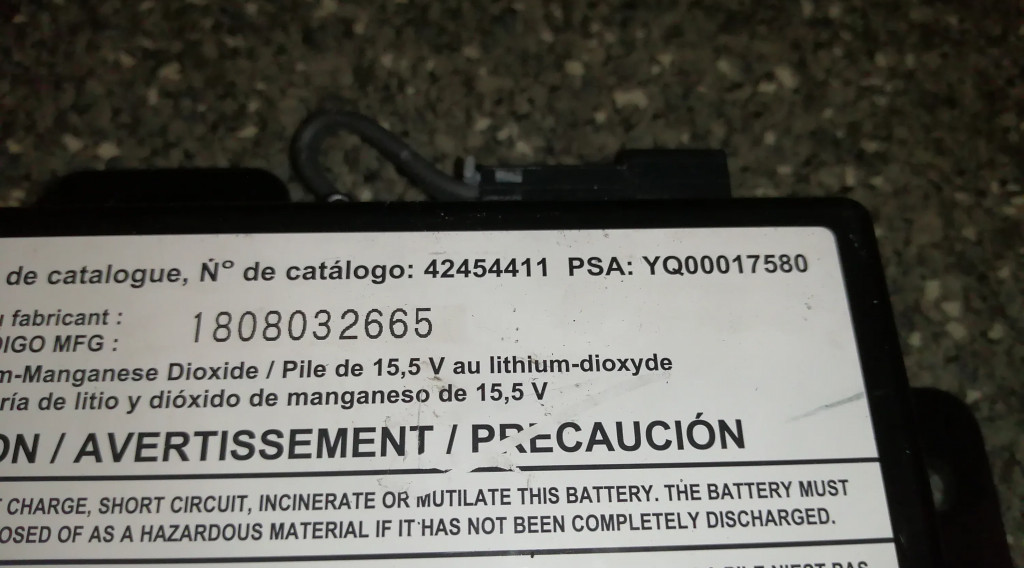 de catalogue, N° de catálogo: 42454411 PSA: YQ00017580
fabricant :
1808032665
IGO MFG :
m-Manganese Dioxide / Pile de 15,5 V au lithium-dioxyde
ría de litio y dióxido de manganeso de 15,5 V
ON / AVERTISSEMENT / PRECAUCIÓN
CHARGE, SHORT CIRCUIT, INCINERATE OR MUTILATE THIS BATTERY. THE BATTERY MUST
OSED OF AS A HAZARDOUS MATERIAL IF IT HAS NOT BEEN COMPLETELY DISCHARGED.